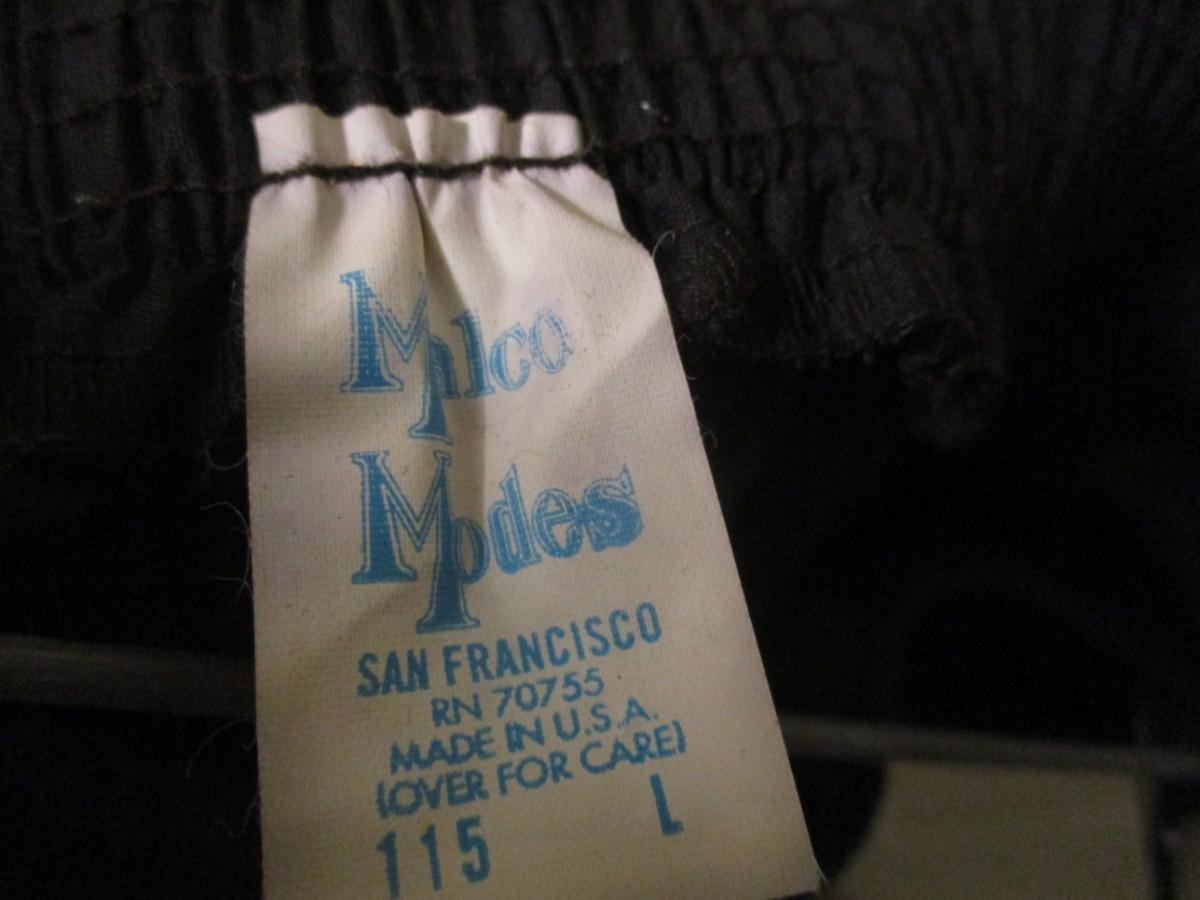 Malco
Modes
SAN FRANCISCO
RN 70755
MADE IN U.S.A.
(OVER FOR CARE)
115 L